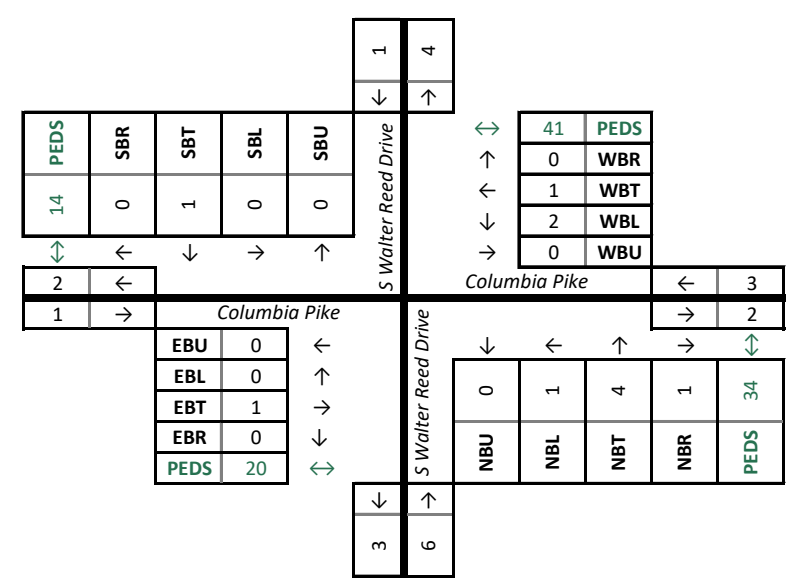 1 4
↓ ↑
PEDS SBR SBT SBL SBU
14 0 1 0 0
↕ ← ↓ → ↑
S Walter Reed Drive
↔ 41 PEDS
↑ 0 WBR
← 1 WBT
↓ 2 WBL
→ 0 WBU
2 ←
Columbia Pike
← 3
1 →
Columbia Pike
→ 2
EBU 0 ←
EBL 0 ↑
EBT 1 →
EBR 0 ↓
PEDS 20 ↔
S Walter Reed Drive
↓ ← ↑ → ↕
0 1 4 1 34
NBU NBL NBT NBR PEDS
↓ ↑
3 6